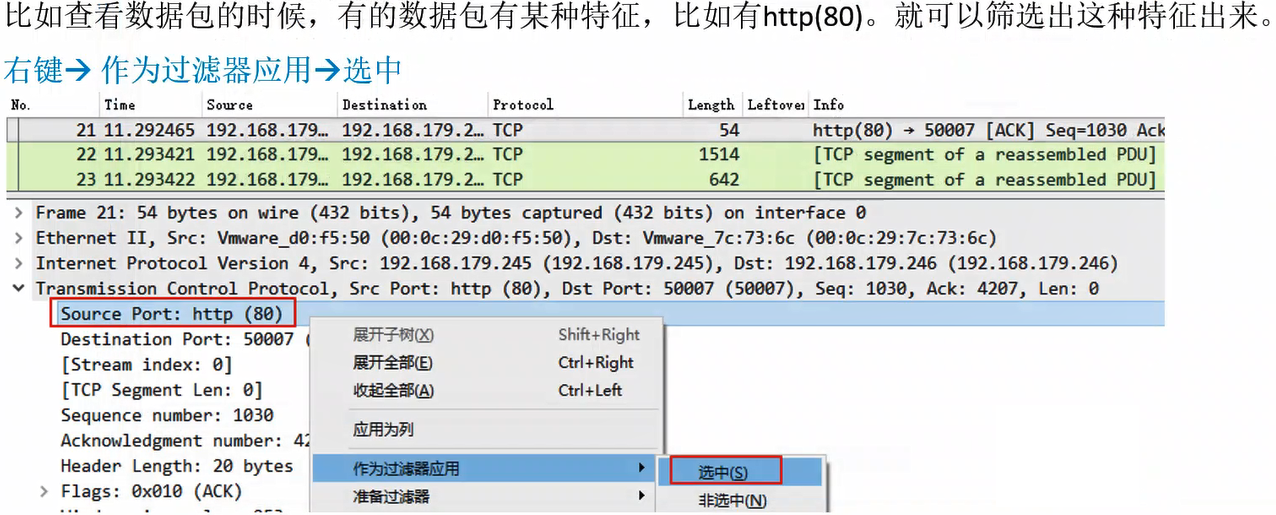 比如查看数据包的时候，有的数据包有某种特征，比如有http(80)。就可以筛选出这种特征出来。
右键→ 作为过滤器应用→选中
No. Time Source Destination Protocol Length Leftover Info
21 11.292465 192.168.179… 192.168.179.2… TCP 54 http(80) → 50007 [ACK] Seq=1030 Ack
22 11.293421 192.168.179… 192.168.179.2… TCP 1514 [TCP segment of a reassembled PDU]
23 11.293422 192.168.179… 192.168.179.2… TCP 642 [TCP segment of a reassembled PDU]
Frame 21: 54 bytes on wire (432 bits), 54 bytes captured (432 bits) on interface 0
Ethernet II, Src: Vmware_d0:f5:50 (00:0c:29:d0:f5:50), Dst: Vmware_7c:73:6c (00:0c:29:7c:73:6c)
Internet Protocol Version 4, Src: 192.168.179.245 (192.168.179.245), Dst: 192.168.179.246 (192.168.179.246)
Transmission Control Protocol, Src Port: http (80), Dst Port: 50007 (50007), Seq: 1030, Ack: 4207, Len: 0
Source Port: http (80)
Destination Port: 50007 (
[Stream index: 0]
[TCP Segment Len: 0]
Sequence number: 1030
Acknowledgment number: 42
Header Length: 20 bytes
Flags: 0x010 (ACK)
展开子树(X) Shift+Right
展开全部(E) Ctrl+Right
收起全部(A) Ctrl+Left
应用为列
作为过滤器应用
准备过滤器
选中(S)
非选中(N)